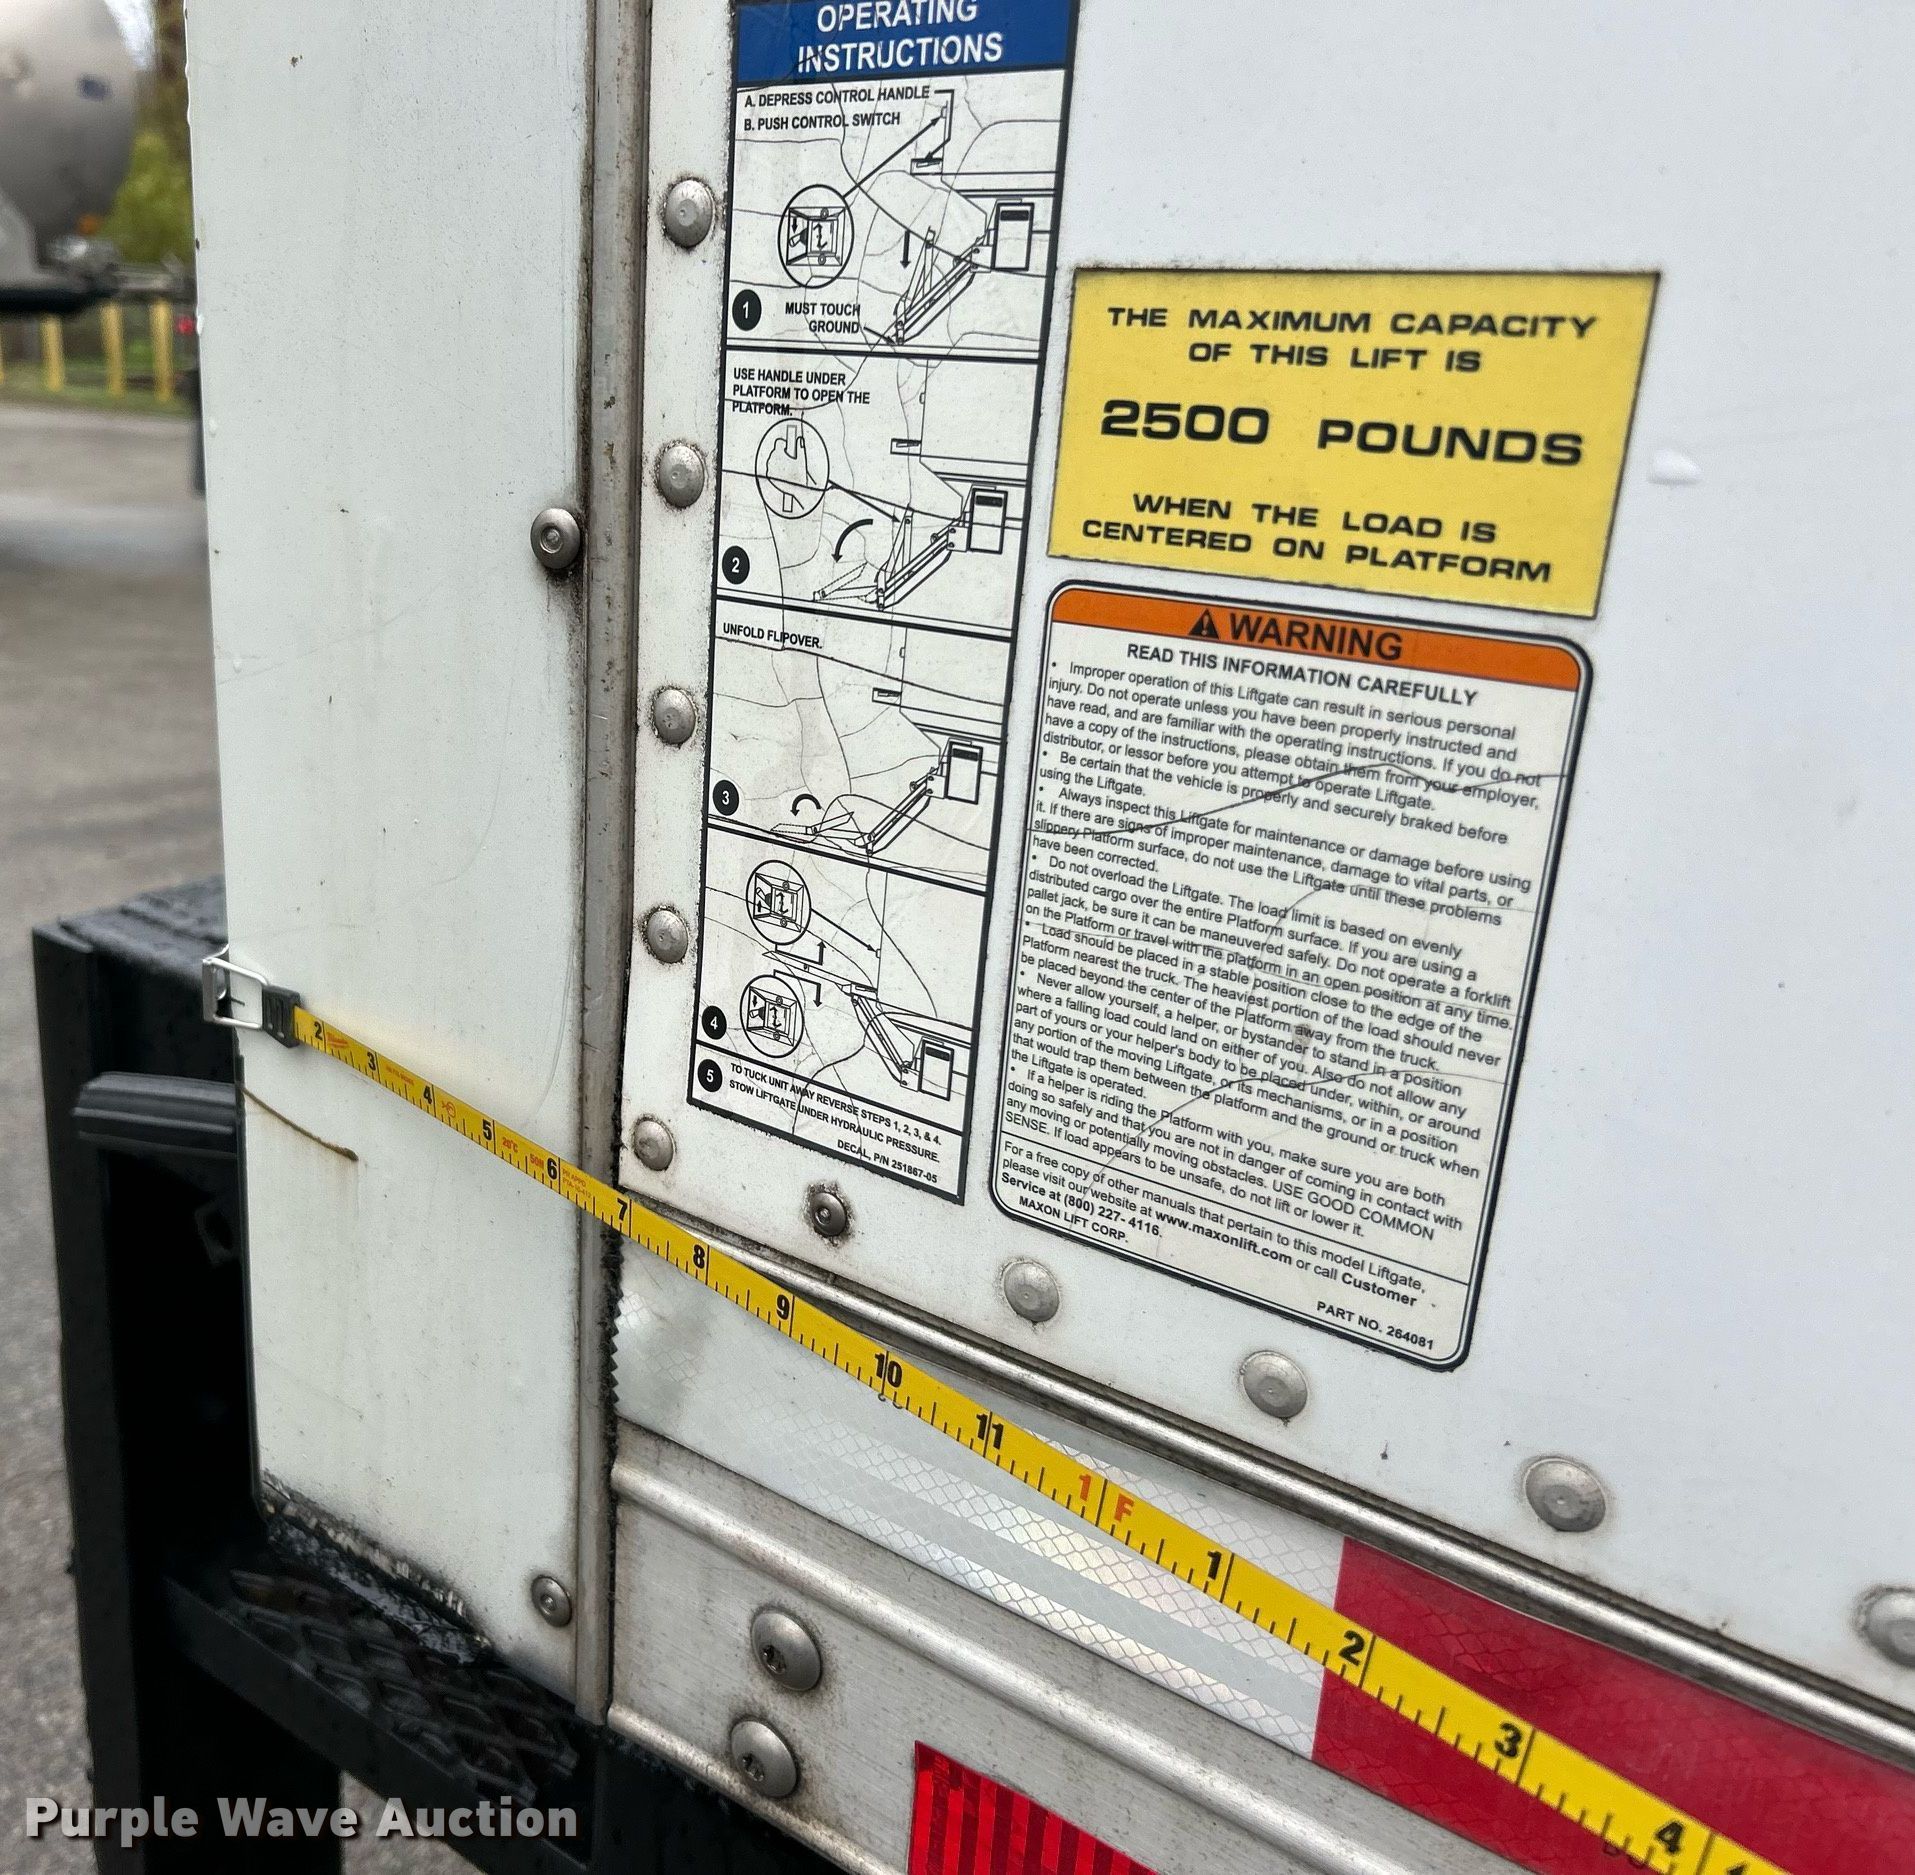 OPERATING
INSTRUCTIONS
A. DEPRESS CONTROL HANDLE
B. PUSH CONTROL SWITCH
1
MUST TOUCH
GROUND
USE HANDLE UNDER
PLATFORM TO OPEN THE
PLATFORM.
2
UNFOLD FLIPOVER.
3
4
5
TO TUCK UNIT AWAY REVERSE STEPS 1, 2, 3, & 4.
STOW LIFTGATE UNDER HYDRAULIC PRESSURE.
DECAL, P/N 251867-05
THE MAXIMUM CAPACITY
OF THIS LIFT IS
2500 POUNDS
WHEN THE LOAD IS
CENTERED ON PLATFORM
WARNING
READ THIS INFORMATION CAREFULLY
• Improper operation of this Liftgate can result in serious personal
injury. Do not operate unless you have been properly instructed and
have read, and are familiar with the operating instructions. If you do not
have a copy of the instructions, please obtain them from your employer,
distributor, or lessor before you attempt to operate Liftgate.
• Be certain that the vehicle is properly and securely braked before
using the Liftgate.
• Always inspect this Liftgate for maintenance or damage before using
it. If there are signs of improper maintenance, damage to vital parts, or
slippery Platform surface, do not use the Liftgate until these problems
have been corrected.
• Do not overload the Liftgate. The load limit is based on evenly
distributed cargo over the entire Platform surface. If you are using a
pallet jack, be sure it can be maneuvered safely. Do not operate a forklift
on the Platform or travel with the platform in an open position at any time.
• Load should be placed in a stable position close to the edge of the
Platform nearest the truck. The heaviest portion of the load should never
be placed beyond the center of the Platform away from the truck.
• Never allow yourself, a helper, or bystander to stand in a position
where a falling load could land on either of you. Also do not allow any
part of yours or your helper's body to be placed under, within, or around
any portion of the moving Liftgate, or its mechanisms, or in a position
that would trap them between the platform and the ground or truck when
the Liftgate is operated.
• If a helper is riding the Platform with you, make sure you are both
doing so safely and that you are not in danger of coming in contact with
any moving or potentially moving obstacles. USE GOOD COMMON
SENSE. If load appears to be unsafe, do not lift or lower it.
For a free copy of other manuals that pertain to this model Liftgate,
please visit our website at www.maxonlift.com or call Customer
Service at (800) 227-4116.
MAXON LIFT CORP.
PART NO. 264081
2 3 4 5 20°C 50N 6 7 8 9 10 11 1F 1 2 3 4
Purple Wave Auction